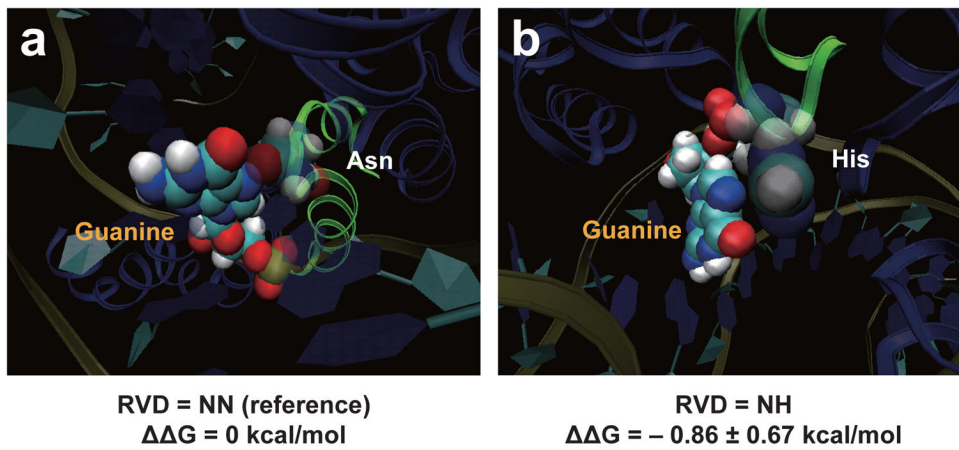 a
Asn
Guanine
b
His
Guanine
RVD = NN (reference)
ΔΔG = 0 kcal/mol
RVD = NH
ΔΔG = – 0.86 ± 0.67 kcal/mol